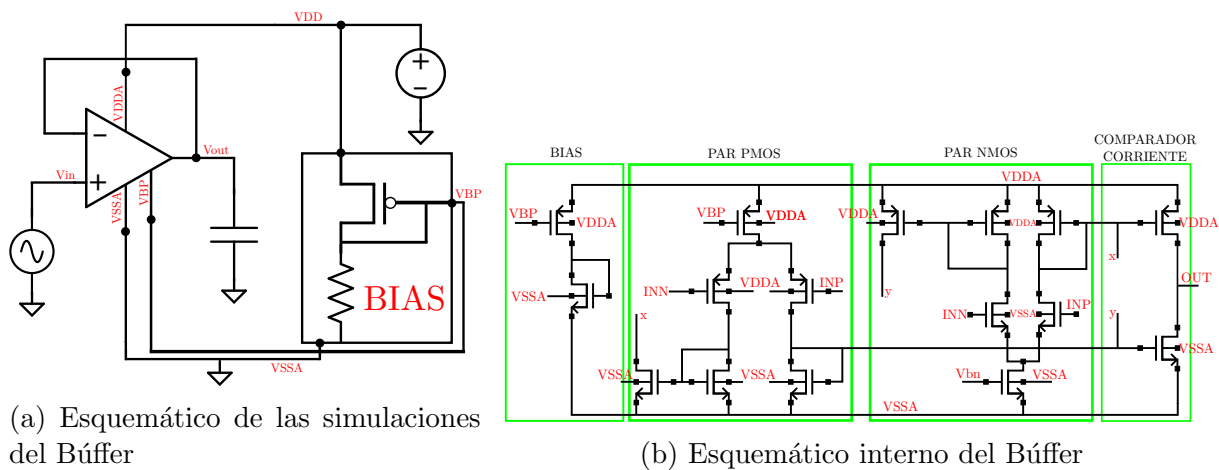 VDD
VDDA
Vout
Vin
VSSA
VBP
VBP
BIAS
VSSA
(a) Esquemático de las simulaciones
del Búffer
BIAS
PAR PMOS
PAR NMOS
COMPARADOR
CORRIENTE
VDDA
VBP
VDDA
VBP
VDDA
VDDA
VDDA
VDDA
x
OUT
VSSA
INN
VDDA
INP
y
INN
VSSA
INP
y
x
VSSA
VSSA
VSSA
Vbn
VSSA
VSSA
(b) Esquemático interno del Búffer